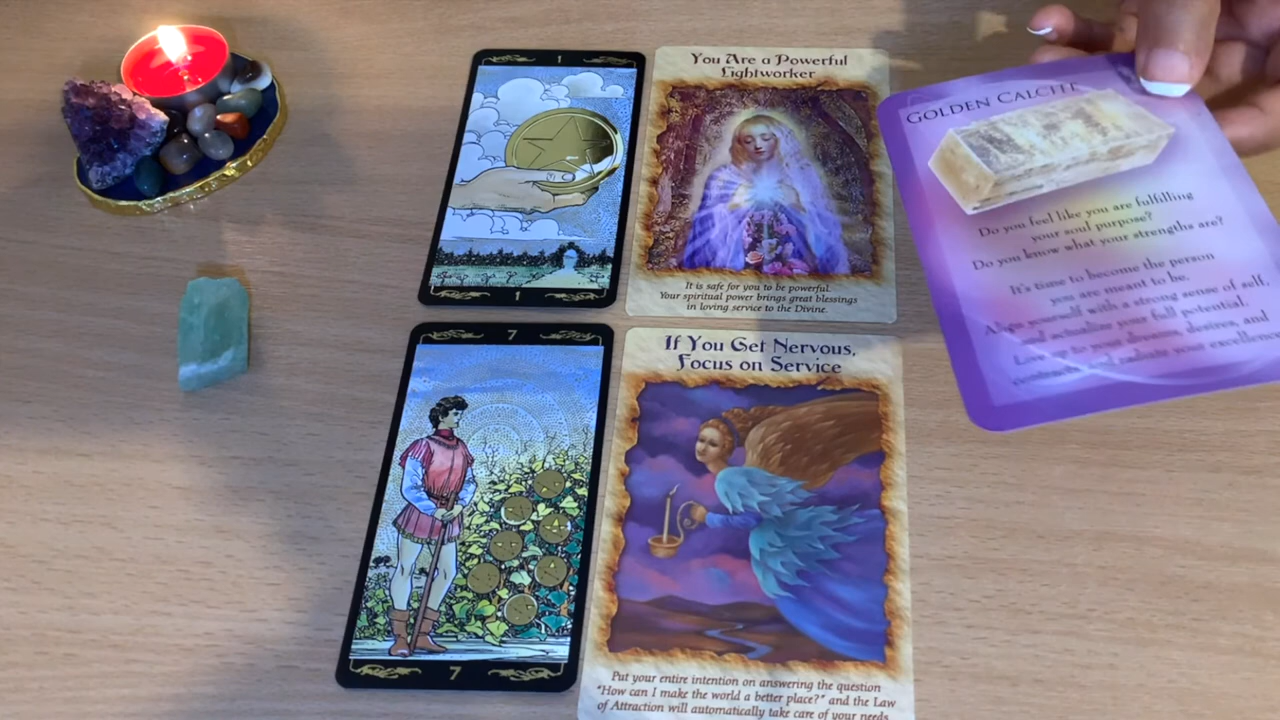 1
1
You Are a Powerful
Lightworker
It is safe for you to be powerful.
Your spiritual power brings great blessings
in loving service to the Divine.
GOLDEN CALCITE
Do you feel like you are fulfilling
your soul purpose?
Do you know what your strengths are?
It's time to become the person
you are meant to be.
Align yourself with a strong sense of self,
and actualize your full potential.
to your dreams, desires, and
radiate your excellence
7
7
If You Get Nervous,
Focus on Service
Put your entire intention on answering the question
"How can I make the world a better place?" and the Law
of Attraction will automatically take care of your needs.